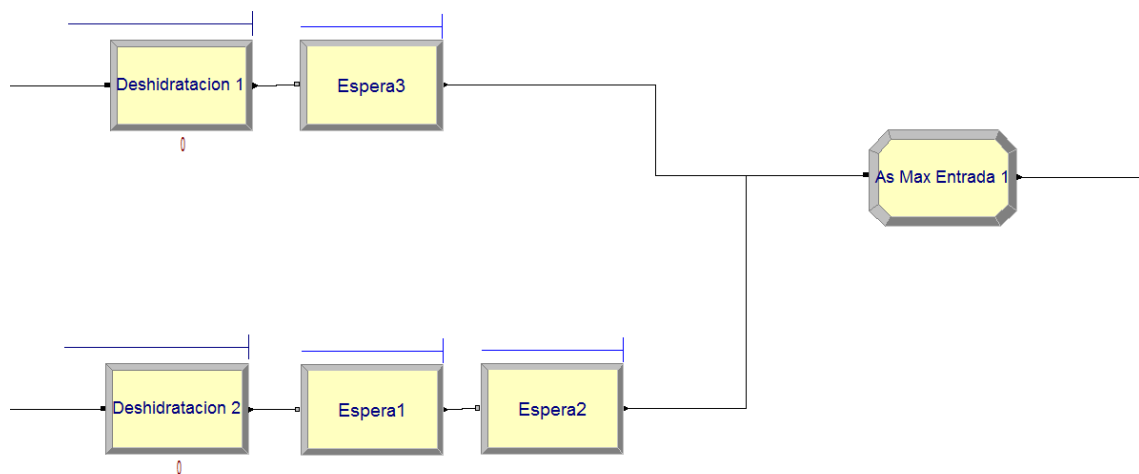 Deshidratacion 1
Espera3
0
As Max Entrada 1
Deshidratacion 2
Espera1
Espera2
0